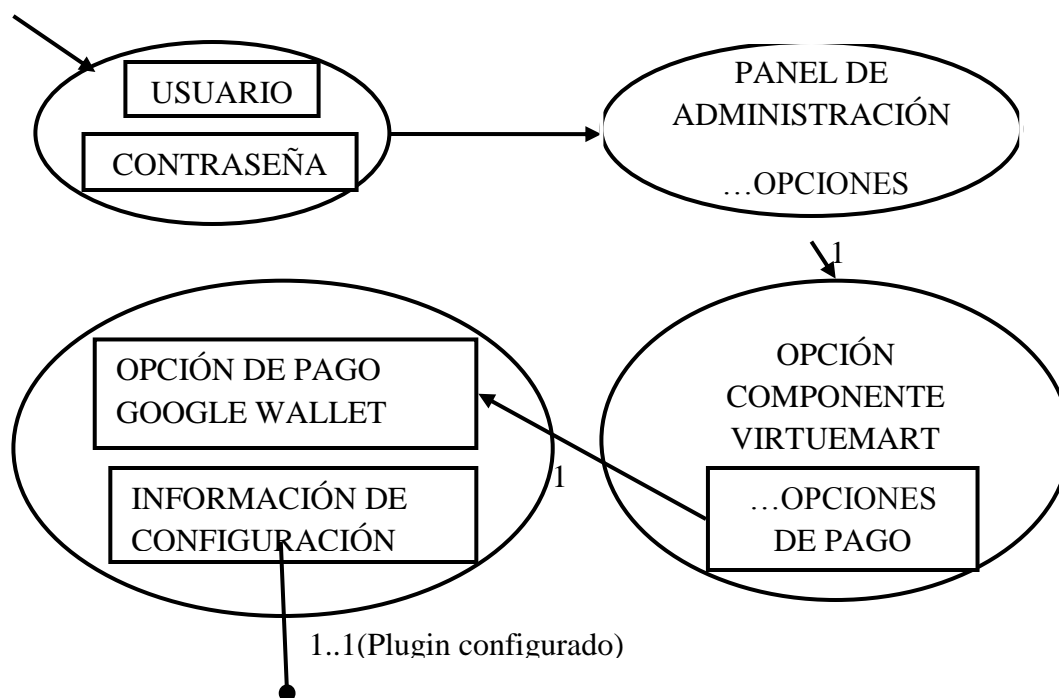 USUARIO
CONTRASEÑA
PANEL DE
ADMINISTRACIÓN
…OPCIONES
1
OPCIÓN
COMPONENTE
VIRTUEMART
…OPCIONES
DE PAGO
1
OPCIÓN DE PAGO
GOOGLE WALLET
INFORMACIÓN DE
CONFIGURACIÓN
1..1(Plugin configurado)